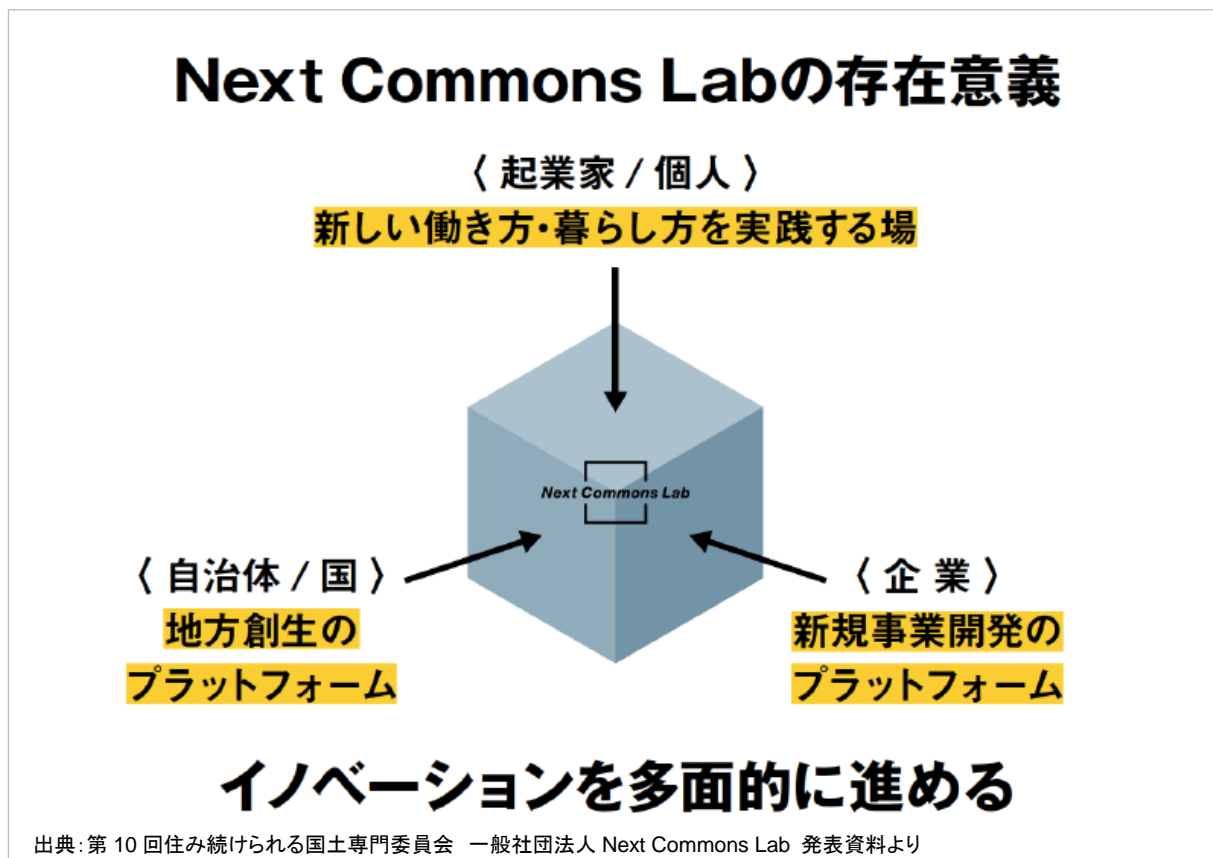 Next Commons Labの存在意義
〈 起業家 / 個人 〉
新しい働き方・暮らし方を実践する場
Next Commons Lab
〈 自治体 / 国 〉
地方創生の
プラットフォーム
〈 企 業 〉
新規事業開発の
プラットフォーム
イノベーションを多面的に進める
出典：第 10 回住み続けられる国土専門委員会 一般社団法人 Next Commons Lab 発表資料より